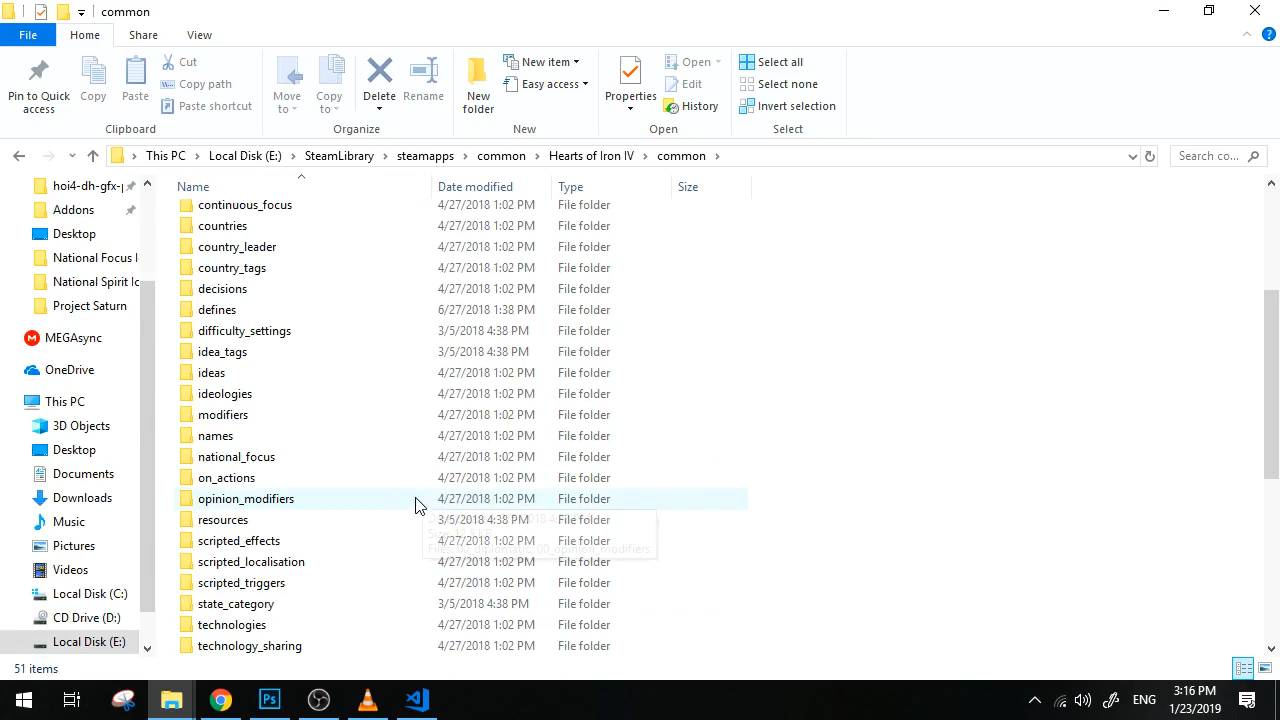 common
File Home Share View
Pin to Quick access
Copy
Paste
Cut
Copy path
Paste shortcut
Clipboard
Move to
Copy to
Delete
Rename
Organize
New folder
New item
Easy access
New
Properties
Open
Edit
History
Open
Select all
Select none
Invert selection
Select
This PC Local Disk (E:) SteamLibrary steamapps common Hearts of Iron IV common
Search co...
Name Date modified Type Size
hoi4-dh-gfx-
Addons
Desktop
National Focus
National Spirit
Project Saturn
MEGAsync
OneDrive
This PC
3D Objects
Desktop
Documents
Downloads
Music
Pictures
Videos
Local Disk (C:)
CD Drive (D:)
Local Disk (E:)
continuous_focus 4/27/2018 1:02 PM File folder
countries 4/27/2018 1:02 PM File folder
country_leader 4/27/2018 1:02 PM File folder
country_tags 4/27/2018 1:02 PM File folder
decisions 4/27/2018 1:02 PM File folder
defines 6/27/2018 1:38 PM File folder
difficulty_settings 3/5/2018 4:38 PM File folder
idea_tags 3/5/2018 4:38 PM File folder
ideas 4/27/2018 1:02 PM File folder
ideologies 4/27/2018 1:02 PM File folder
modifiers 4/27/2018 1:02 PM File folder
names 4/27/2018 1:02 PM File folder
national_focus 4/27/2018 1:02 PM File folder
on_actions 4/27/2018 1:02 PM File folder
opinion_modifiers 4/27/2018 1:02 PM File folder
resources 3/5/2018 4:38 PM File folder
scripted_effects 4/27/2018 1:02 PM File folder
scripted_localisation 4/27/2018 1:02 PM File folder
scripted_triggers 4/27/2018 1:02 PM File folder
state_category 3/5/2018 4:38 PM File folder
technologies 4/27/2018 1:02 PM File folder
technology_sharing 4/27/2018 1:02 PM File folder
Files: 00_diplomatic, 00_opinion_modifiers
51 items
ENG
3:16 PM
1/23/2019